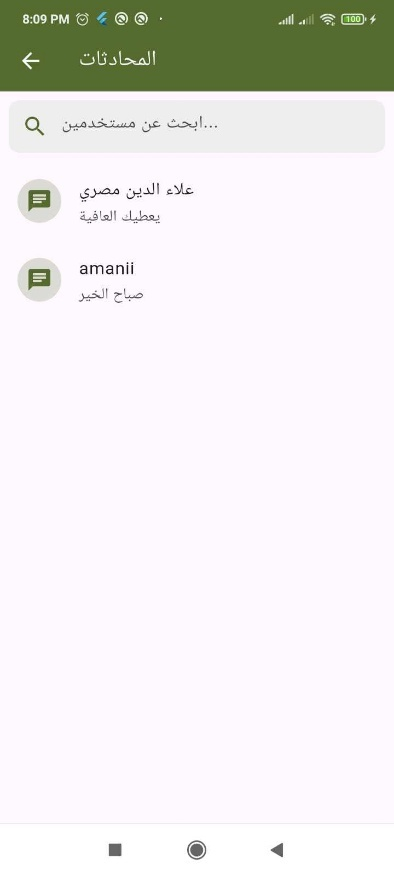 8:09 PM
100
المحادثات
ابحث عن مستخدمين...
علاء الدين مصري
يعطيك العافية
amanii
صباح الخير